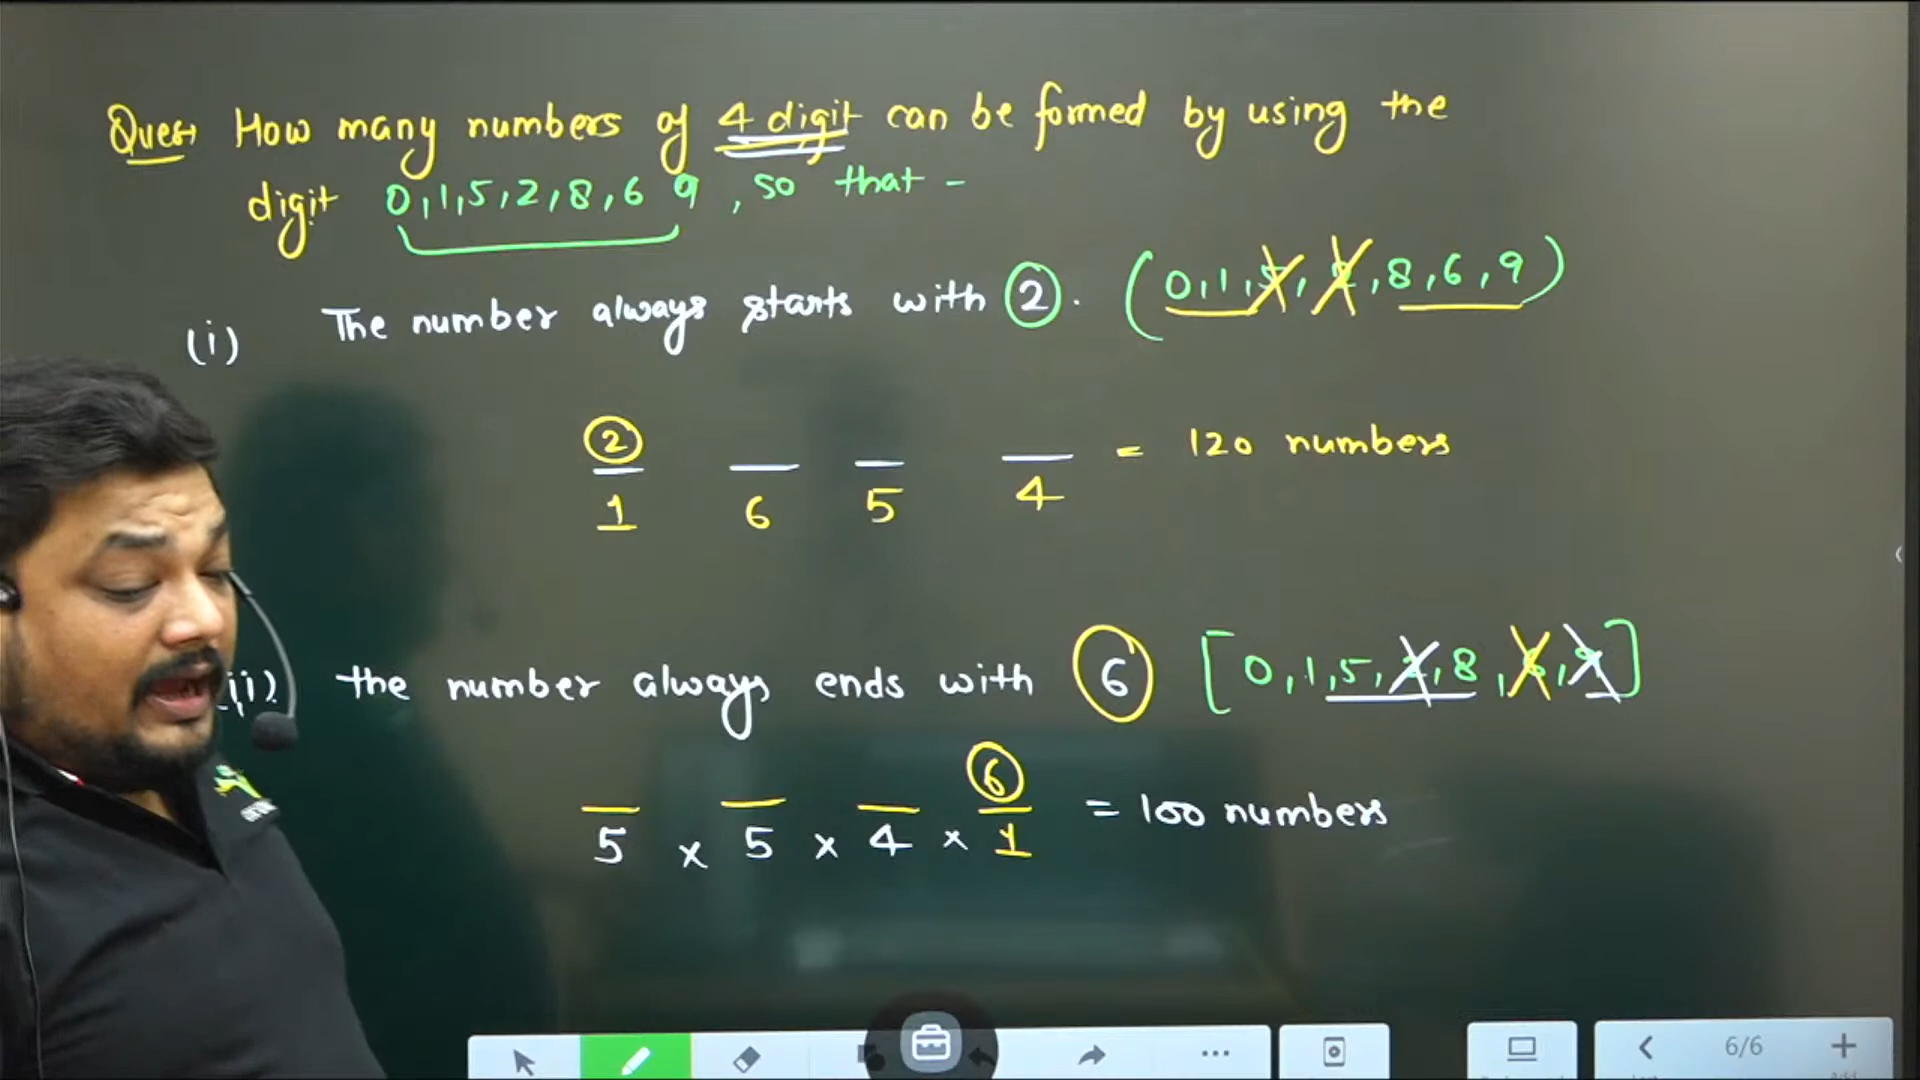 Ques How many numbers of 4 digit can be formed by using the
digit 0,1,5,2,8,6 9 , so that -
(i) The number always starts with 2. (0,1,5,2,8,6,9)
2
1 6 5 4 = 120 numbers
(ii) the number always ends with 6 [0,1,5,2,8,6,9]
6
5 x 5 x 4 x 1 = 100 numbers
6/6